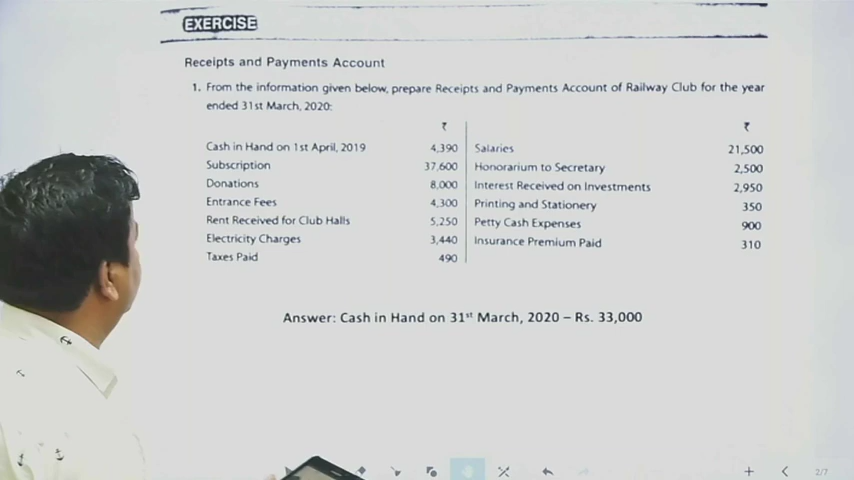 EXERCISE
Receipts and Payments Account
1. From the information given below, prepare Receipts and Payments Account of Railway Club for the year
ended 31st March, 2020:
₹ ₹
Cash in Hand on 1st April, 2019 4,390 Salaries 21,500
Subscription 37,600 Honorarium to Secretary 2,500
Donations 8,000 Interest Received on Investments 2,950
Entrance Fees 4,300 Printing and Stationery 350
Rent Received for Club Halls 5,250 Petty Cash Expenses 900
Electricity Charges 3,440 Insurance Premium Paid 310
Taxes Paid 490
Answer: Cash in Hand on 31st March, 2020 – Rs. 33,000
2/7